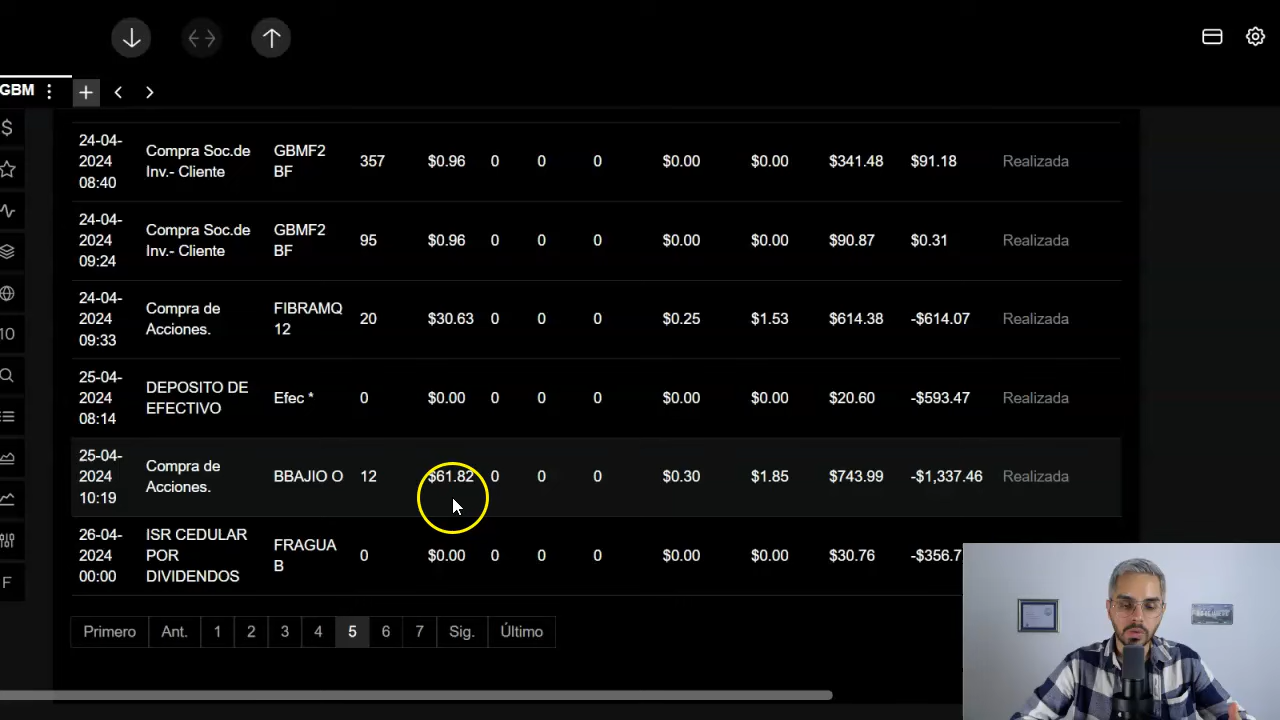 GBM
24-04-
2024
08:40
Compra Soc.de
Inv.- Cliente
GBMF2
BF
357 $0.96 0 0 0 $0.00 $0.00 $341.48 $91.18 Realizada
24-04-
2024
09:24
Compra Soc.de
Inv.- Cliente
GBMF2
BF
95 $0.96 0 0 0 $0.00 $0.00 $90.87 $0.31 Realizada
24-04-
2024
09:33
Compra de
Acciones.
FIBRAMQ
12
20 $30.63 0 0 0 $0.25 $1.53 $614.38 -$614.07 Realizada
25-04-
2024
08:14
DEPOSITO DE
EFECTIVO
Efec *
0 $0.00 0 0 0 $0.00 $0.00 $20.60 -$593.47 Realizada
25-04-
2024
10:19
Compra de
Acciones.
BBAJIO O
12 $61.82 0 0 0 $0.30 $1.85 $743.99 -$1,337.46 Realizada
26-04-
2024
00:00
ISR CEDULAR
POR
DIVIDENDOS
FRAGUA
B
0 $0.00 0 0 0 $0.00 $0.00 $30.76 -$356.7
Primero Ant. 1 2 3 4 5 6 7 Sig. Último
10
F